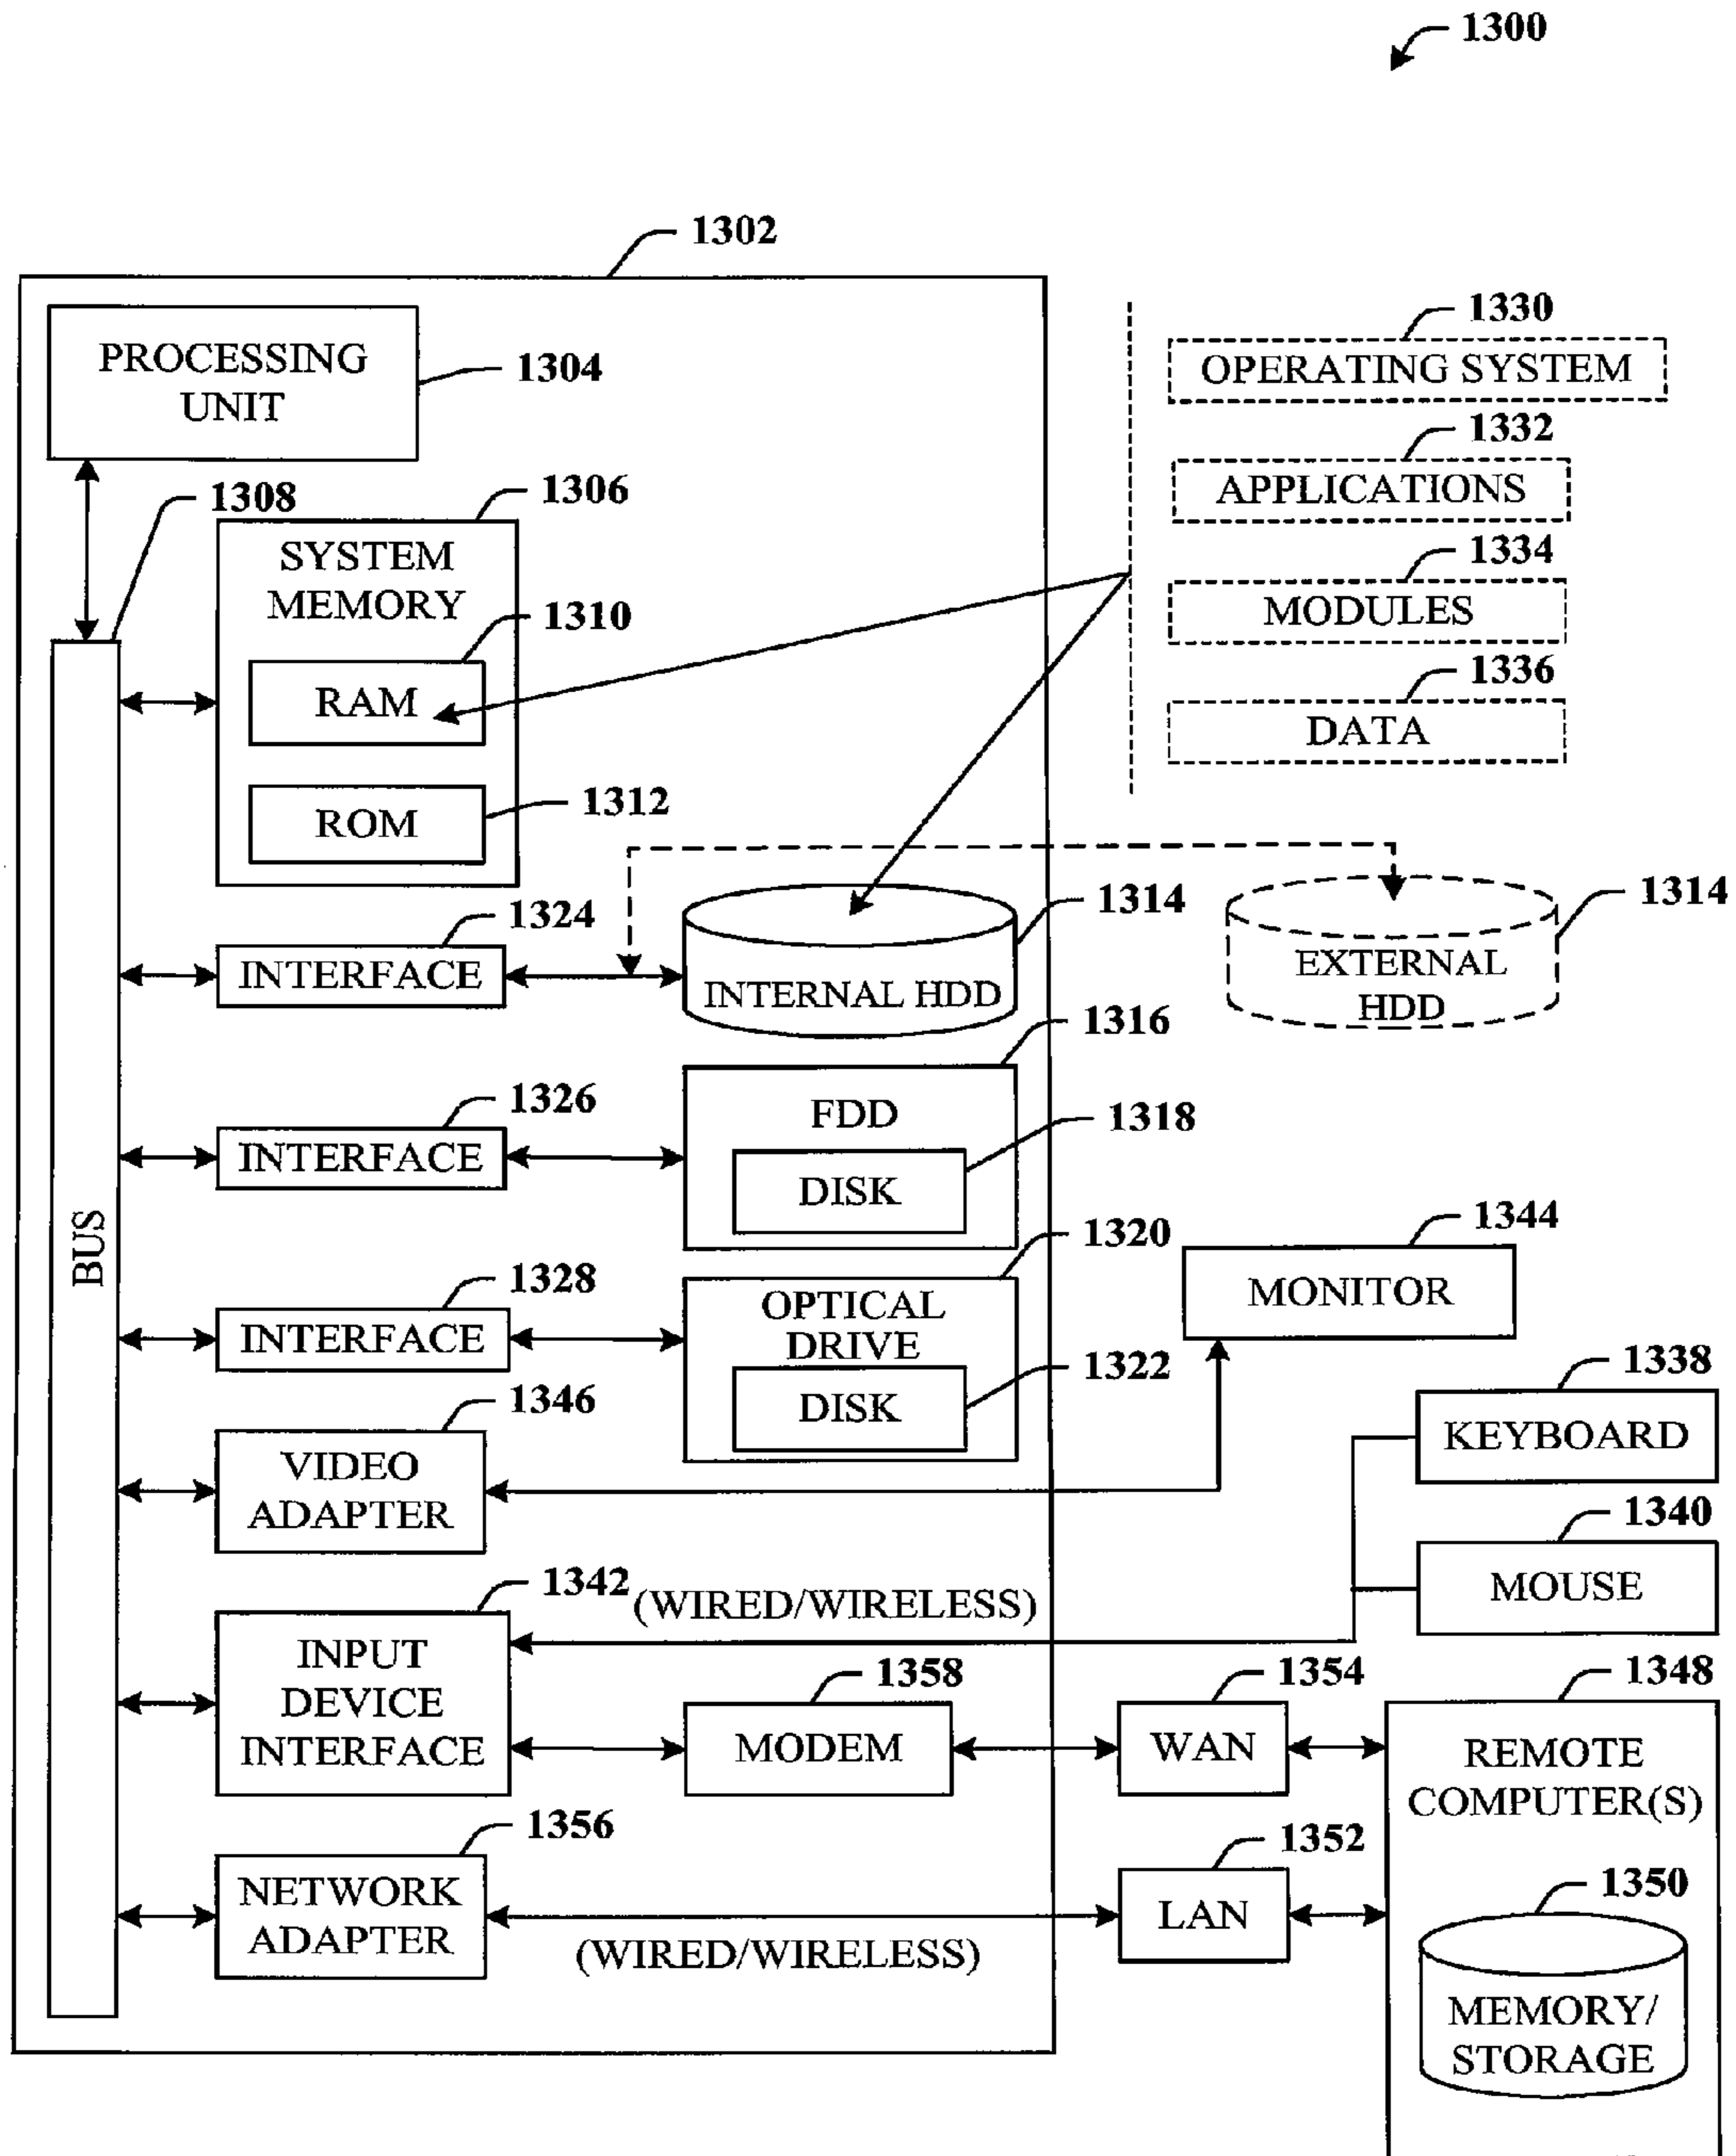 1300
1302
PROCESSING
UNIT
1304
1308
1306
SYSTEM
MEMORY
1310
RAM
1312
ROM
1330
OPERATING SYSTEM
1332
APPLICATIONS
1334
MODULES
1336
DATA
1324
INTERFACE
1314
INTERNAL HDD
1314
EXTERNAL
HDD
1316
1326
INTERFACE
FDD
1318
DISK
BUS
1320
1328
INTERFACE
OPTICAL
DRIVE
1322
DISK
1344
MONITOR
1338
KEYBOARD
1346
VIDEO
ADAPTER
1340
MOUSE
1342
(WIRED/WIRELESS)
INPUT
DEVICE
INTERFACE
1358
MODEM
1354
WAN
1348
REMOTE
COMPUTER(S)
1356
NETWORK
ADAPTER
(WIRED/WIRELESS)
1352
LAN
1350
MEMORY/
STORAGE